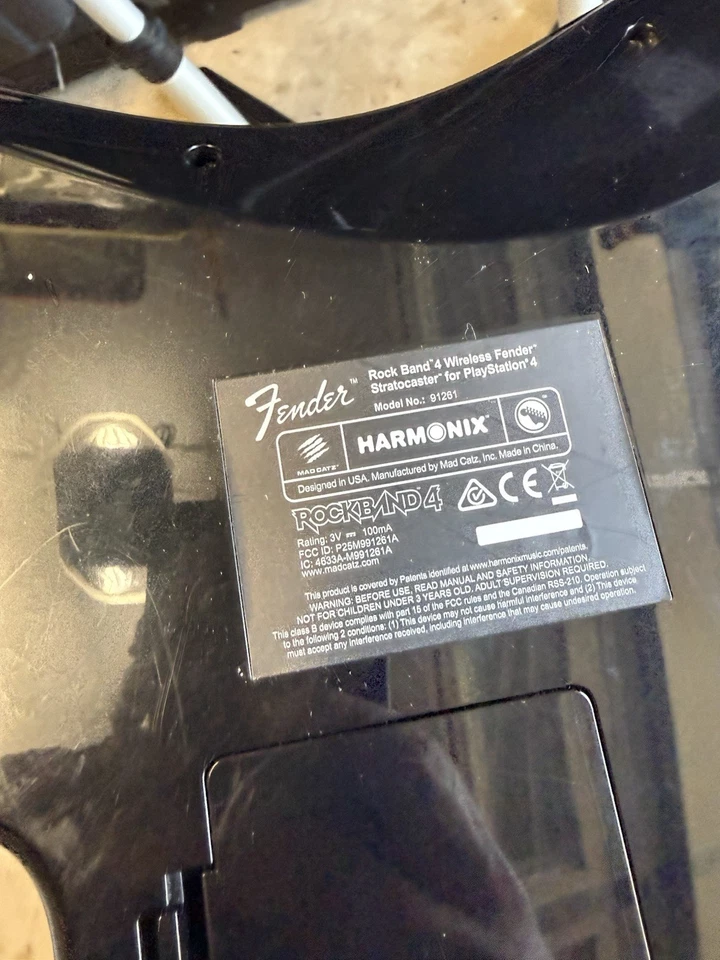 Fender™
Rock Band™4 Wireless Fender™
Stratocaster™ for PlayStation®4
Model No.: 91261
MAD CATZ®
HARMONIX™
Designed in USA. Manufactured by Mad Catz, Inc. Made in China.
ROCKBAND 4
CE
Rating: 3V ⎓ 100mA
FCC ID: P25M991261A
IC: 4633A-M991261A
www.madcatz.com
This product is covered by Patents identified at www.harmonixmusic.com/patents.
WARNING: BEFORE USE, READ MANUAL AND SAFETY INFORMATION.
NOT FOR CHILDREN UNDER 3 YEARS OLD. ADULT SUPERVISION REQUIRED.
This class B device complies with part 15 of the FCC rules and the Canadian RSS-210. Operation subject
to the following 2 conditions: (1) This device may not cause harmful interference and (2) This device
must accept any interference received, including interference that may cause undesired operation.